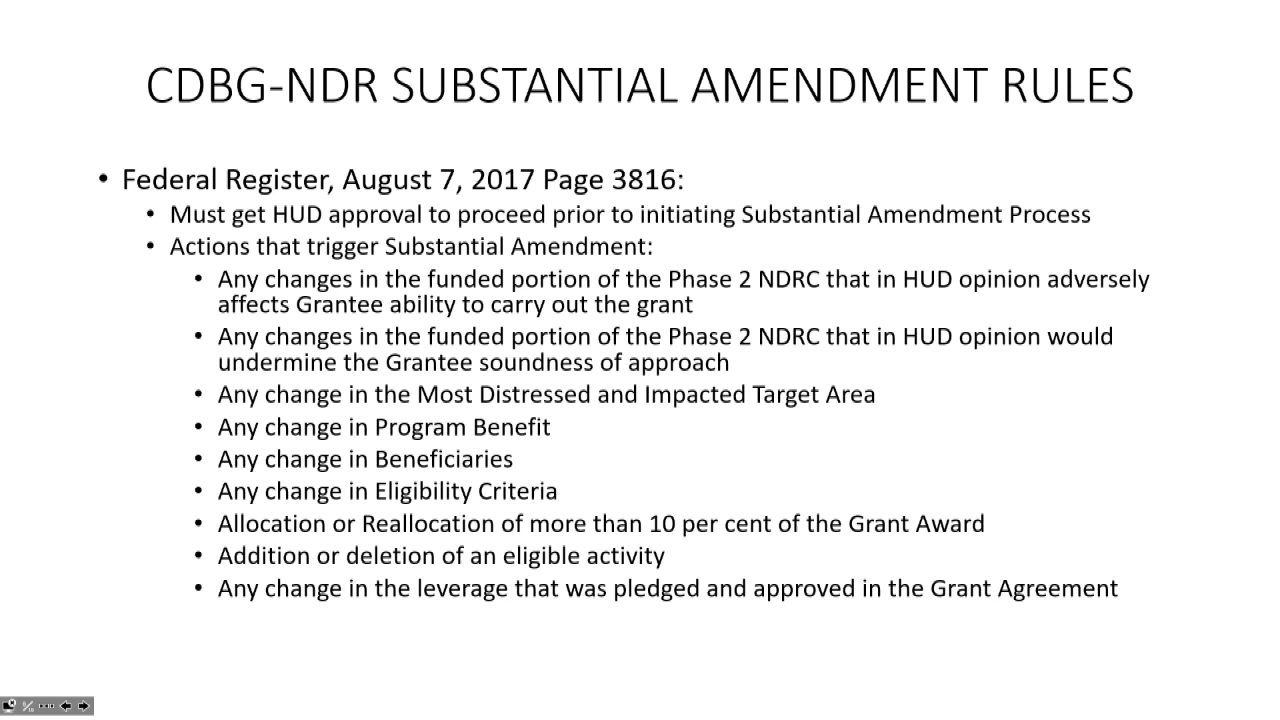 CDBG-NDR SUBSTANTIAL AMENDMENT RULES
• Federal Register, August 7, 2017 Page 3816:
• Must get HUD approval to proceed prior to initiating Substantial Amendment Process
• Actions that trigger Substantial Amendment:
• Any changes in the funded portion of the Phase 2 NDRC that in HUD opinion adversely
affects Grantee ability to carry out the grant
• Any changes in the funded portion of the Phase 2 NDRC that in HUD opinion would
undermine the Grantee soundness of approach
• Any change in the Most Distressed and Impacted Target Area
• Any change in Program Benefit
• Any change in Beneficiaries
• Any change in Eligibility Criteria
• Allocation or Reallocation of more than 10 per cent of the Grant Award
• Addition or deletion of an eligible activity
• Any change in the leverage that was pledged and approved in the Grant Agreement